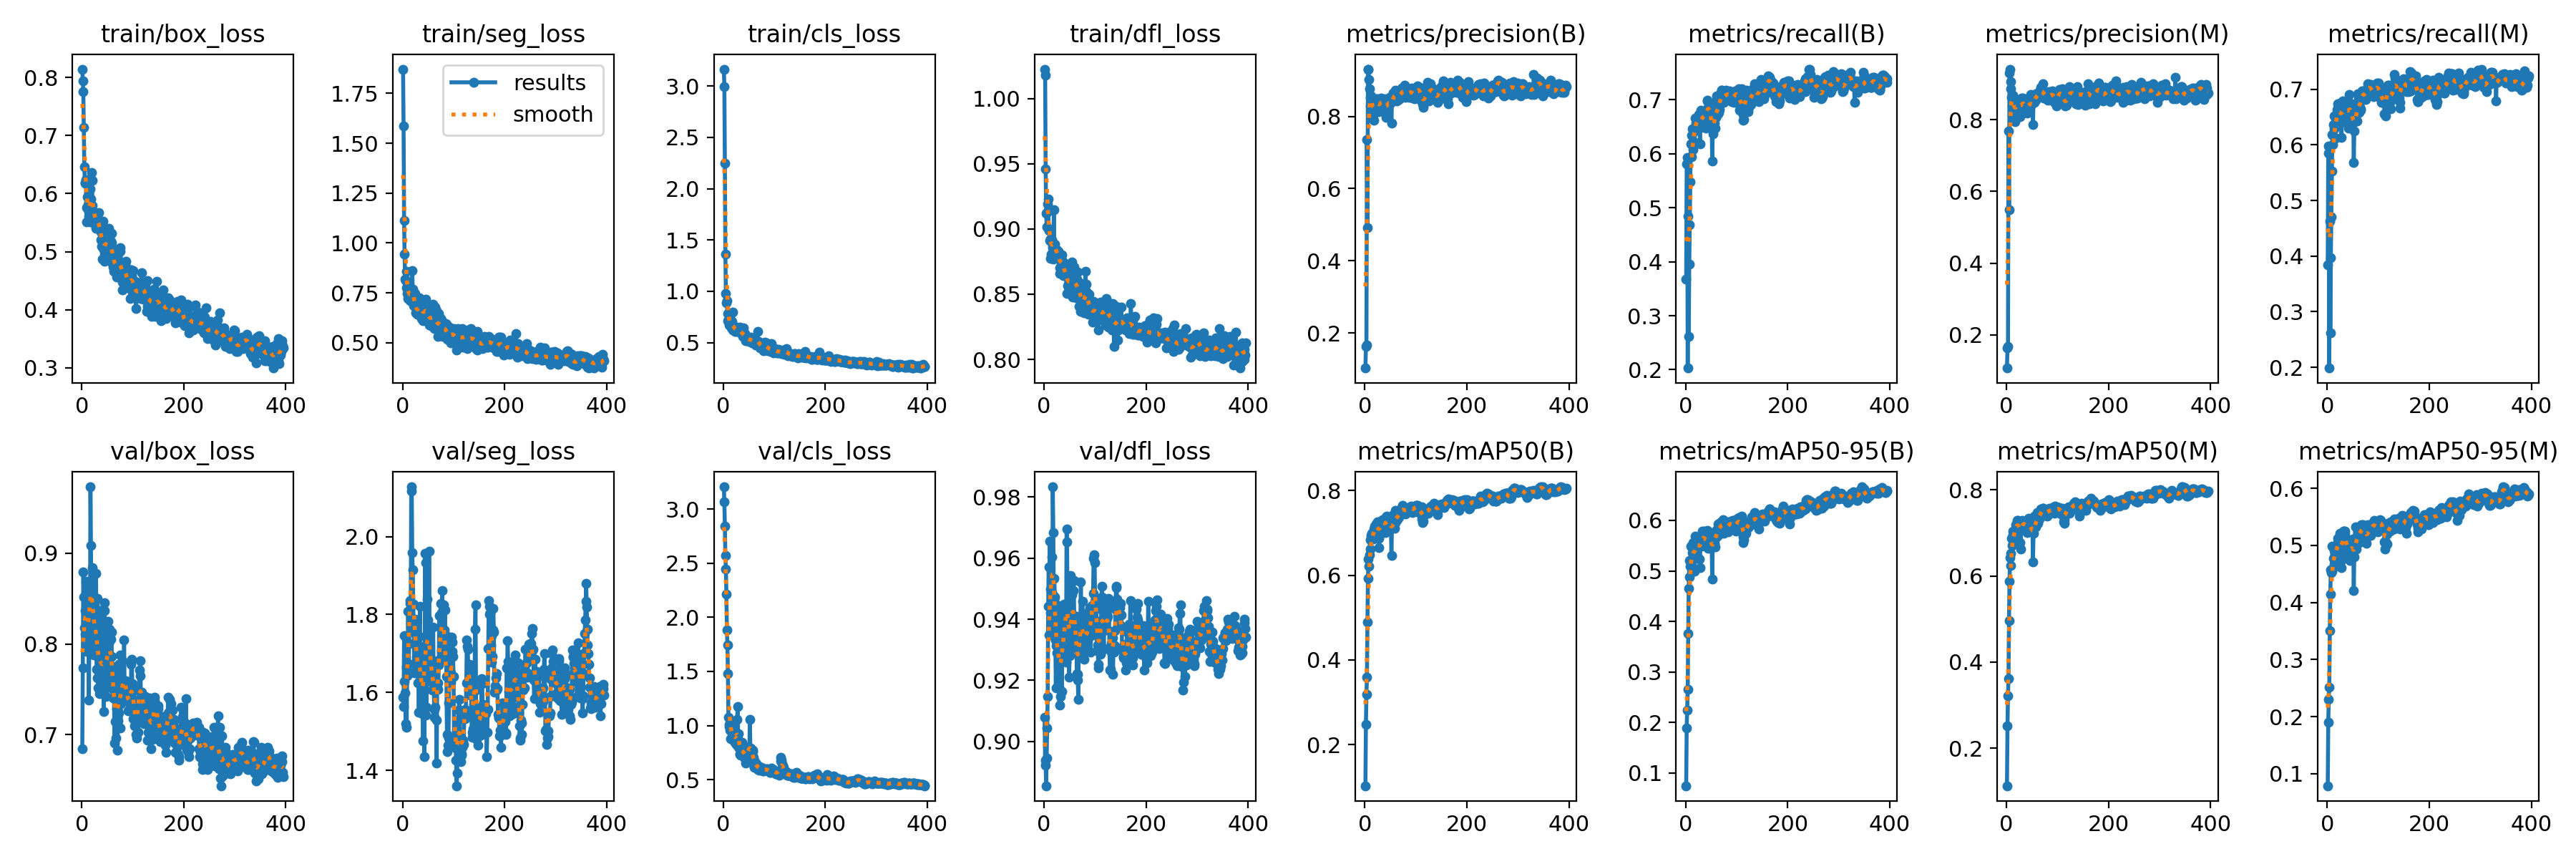 train/box_loss
train/seg_loss
train/cls_loss
train/dfl_loss
metrics/precision(B)
metrics/recall(B)
metrics/precision(M)
metrics/recall(M)
results
smooth
0.8
0.7
0.6
0.5
0.4
0.3
0 200 400
1.75
1.50
1.25
1.00
0.75
0.50
0 200 400
3.0
2.5
2.0
1.5
1.0
0.5
0 200 400
1.00
0.95
0.90
0.85
0.80
0 200 400
0.8
0.6
0.4
0.2
0 200 400
0.7
0.6
0.5
0.4
0.3
0.2
0 200 400
0.8
0.6
0.4
0.2
0 200 400
0.7
0.6
0.5
0.4
0.3
0.2
0 200 400
val/box_loss
val/seg_loss
val/cls_loss
val/dfl_loss
metrics/mAP50(B)
metrics/mAP50-95(B)
metrics/mAP50(M)
metrics/mAP50-95(M)
0.9
0.8
0.7
0 200 400
2.0
1.8
1.6
1.4
0 200 400
3.0
2.5
2.0
1.5
1.0
0.5
0 200 400
0.98
0.96
0.94
0.92
0.90
0 200 400
0.8
0.6
0.4
0.2
0 200 400
0.6
0.5
0.4
0.3
0.2
0.1
0 200 400
0.8
0.6
0.4
0.2
0 200 400
0.6
0.5
0.4
0.3
0.2
0.1
0 200 400